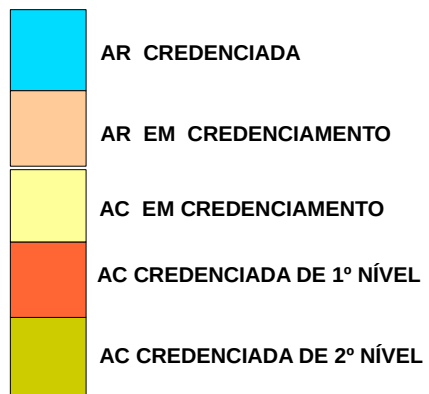 AR CREDENCIADA
AR EM CREDENCIAMENTO
AC EM CREDENCIAMENTO
AC CREDENCIADA DE 1º NÍVEL
AC CREDENCIADA DE 2º NÍVEL